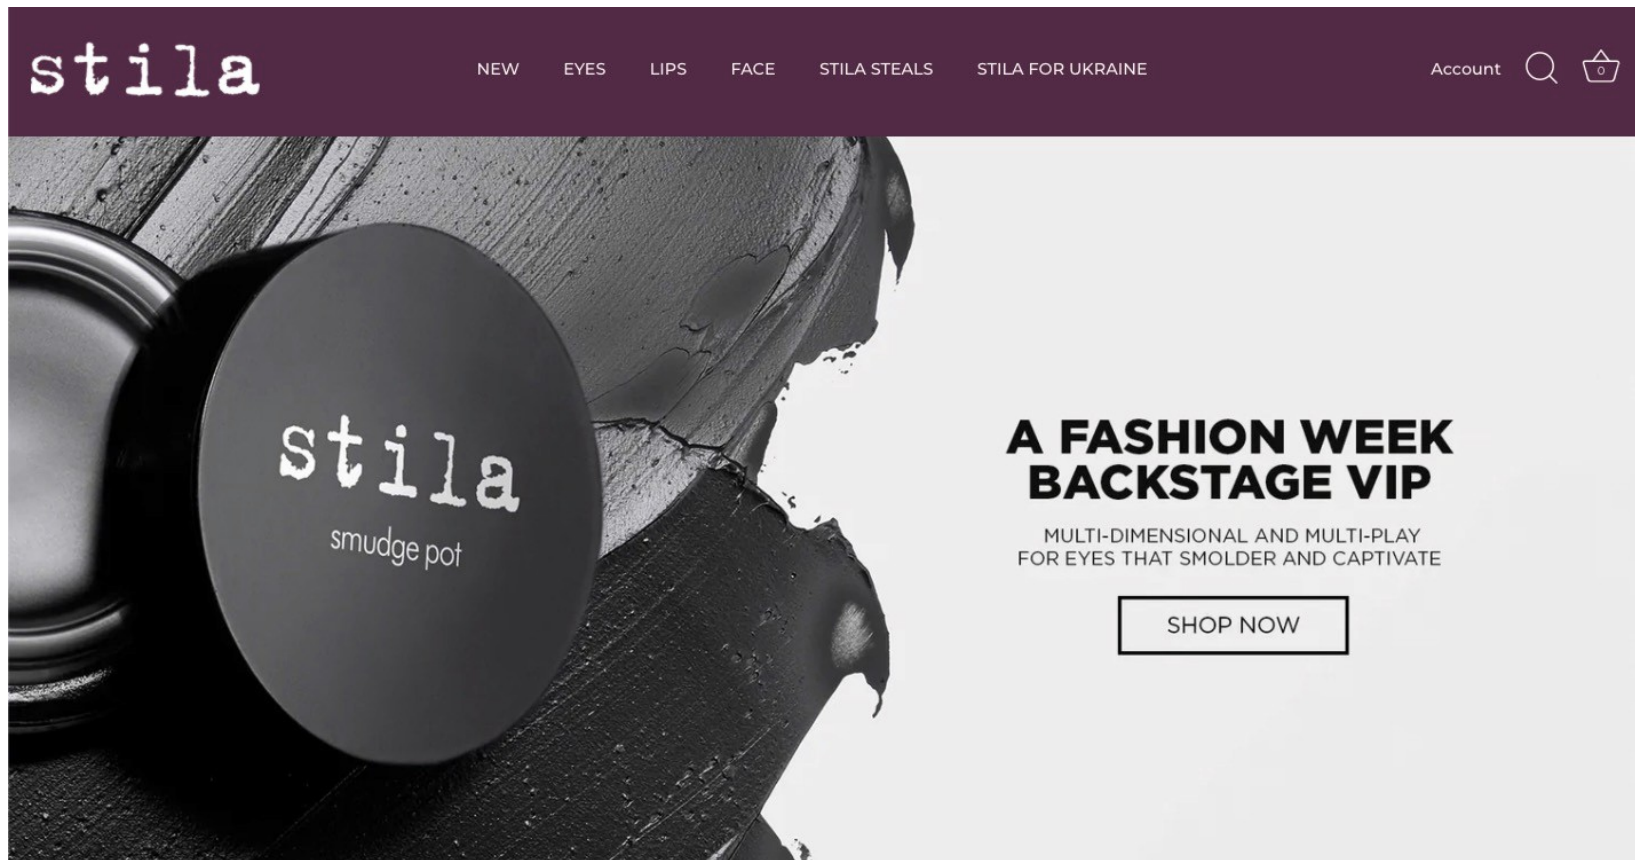 stila
NEW EYES LIPS FACE STILA STEALS STILA FOR UKRAINE
Account 0
stila
smudge pot
A FASHION WEEK
BACKSTAGE VIP
MULTI-DIMENSIONAL AND MULTI-PLAY
FOR EYES THAT SMOLDER AND CAPTIVATE
SHOP NOW